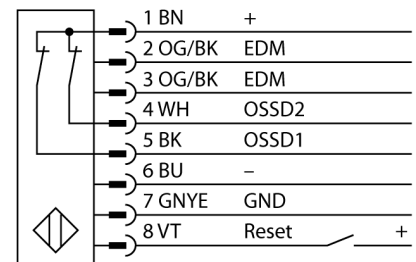 1 BN +
2 OG/BK EDM
3 OG/BK EDM
4 WH OSSD2
5 BK OSSD1
6 BU –
7 GNYE GND
8 VT Reset +